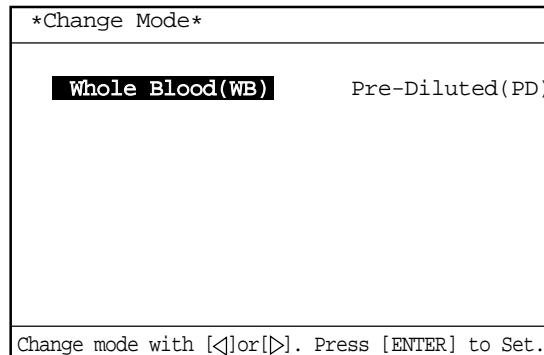 *Change Mode*
Whole Blood(WB) Pre-Diluted(PD)
Change mode with [◁]or[▷]. Press [ENTER] to Set.